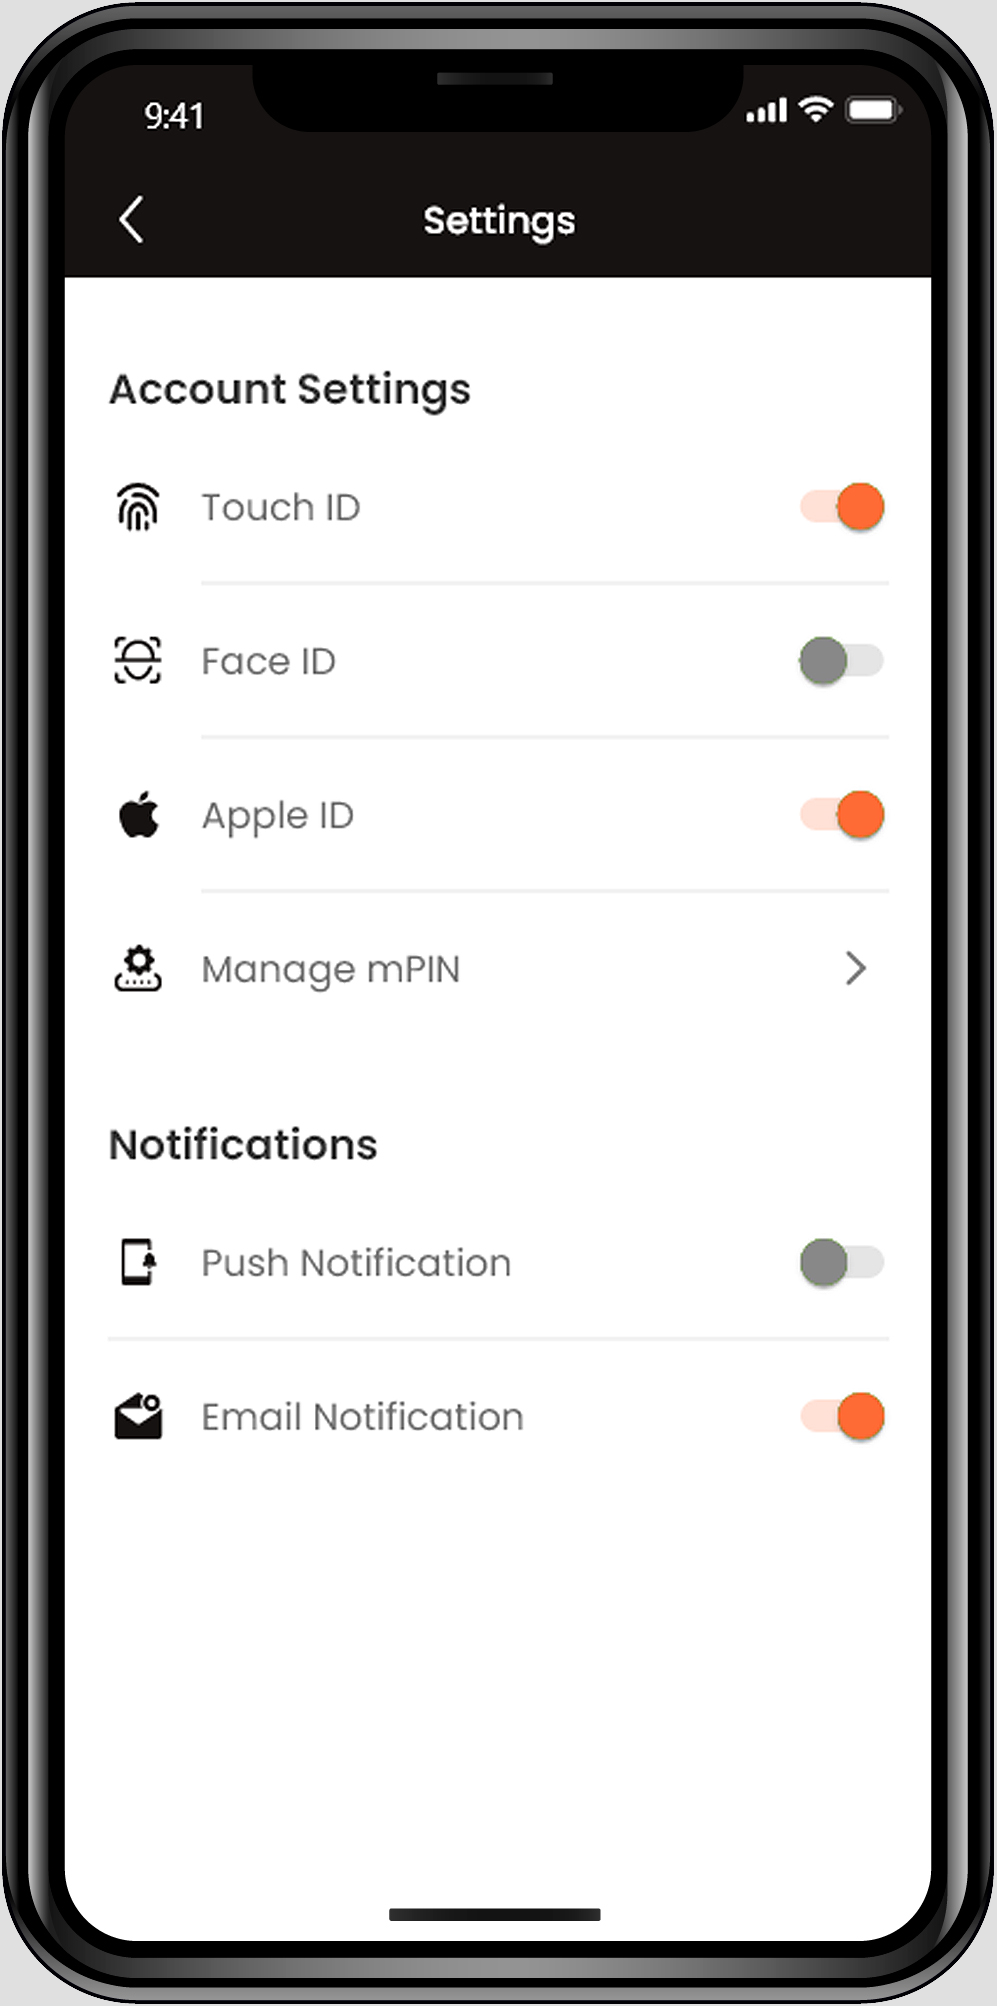 9:41
Settings
Account Settings
Touch ID
Face ID
Apple ID
Manage mPIN
Notifications
Push Notification
Email Notification